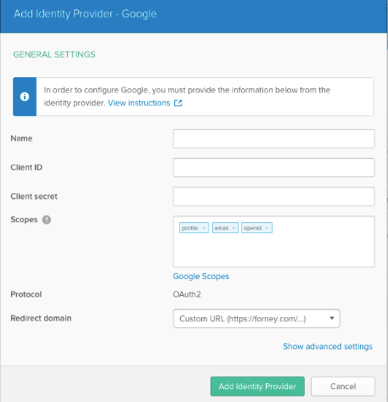 Add Identity Provider - Google
GENERAL SETTINGS
In order to configure Google, you must provide the information below from the
identity provider. View instructions
Name
Client ID
Client secret
Scopes
profile × email × openid ×
Google Scopes
Protocol OAuth2
Redirect domain Custom URL (https://forney.com/...)
Show advanced settings
Add Identity Provider Cancel